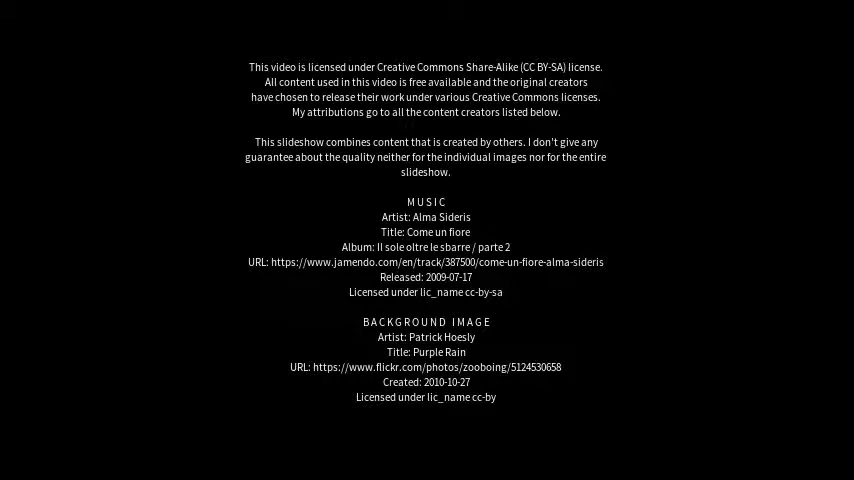 This video is licensed under Creative Commons Share-Alike (CC BY-SA) license.
All content used in this video is free available and the original creators
have chosen to release their work under various Creative Commons licenses.
My attributions go to all the content creators listed below.
This slideshow combines content that is created by others. I don't give any
guarantee about the quality neither for the individual images nor for the entire
slideshow.
MUSIC
Artist: Alma Sideris
Title: Come un fiore
Album: Il sole oltre le sbarre / parte 2
URL: https://www.jamendo.com/en/track/387500/come-un-fiore-alma-sideris
Released: 2009-07-17
Licensed under lic_name cc-by-sa
BACKGROUND IMAGE
Artist: Patrick Hoesly
Title: Purple Rain
URL: https://www.flickr.com/photos/zooboing/5124530658
Created: 2010-10-27
Licensed under lic_name cc-by